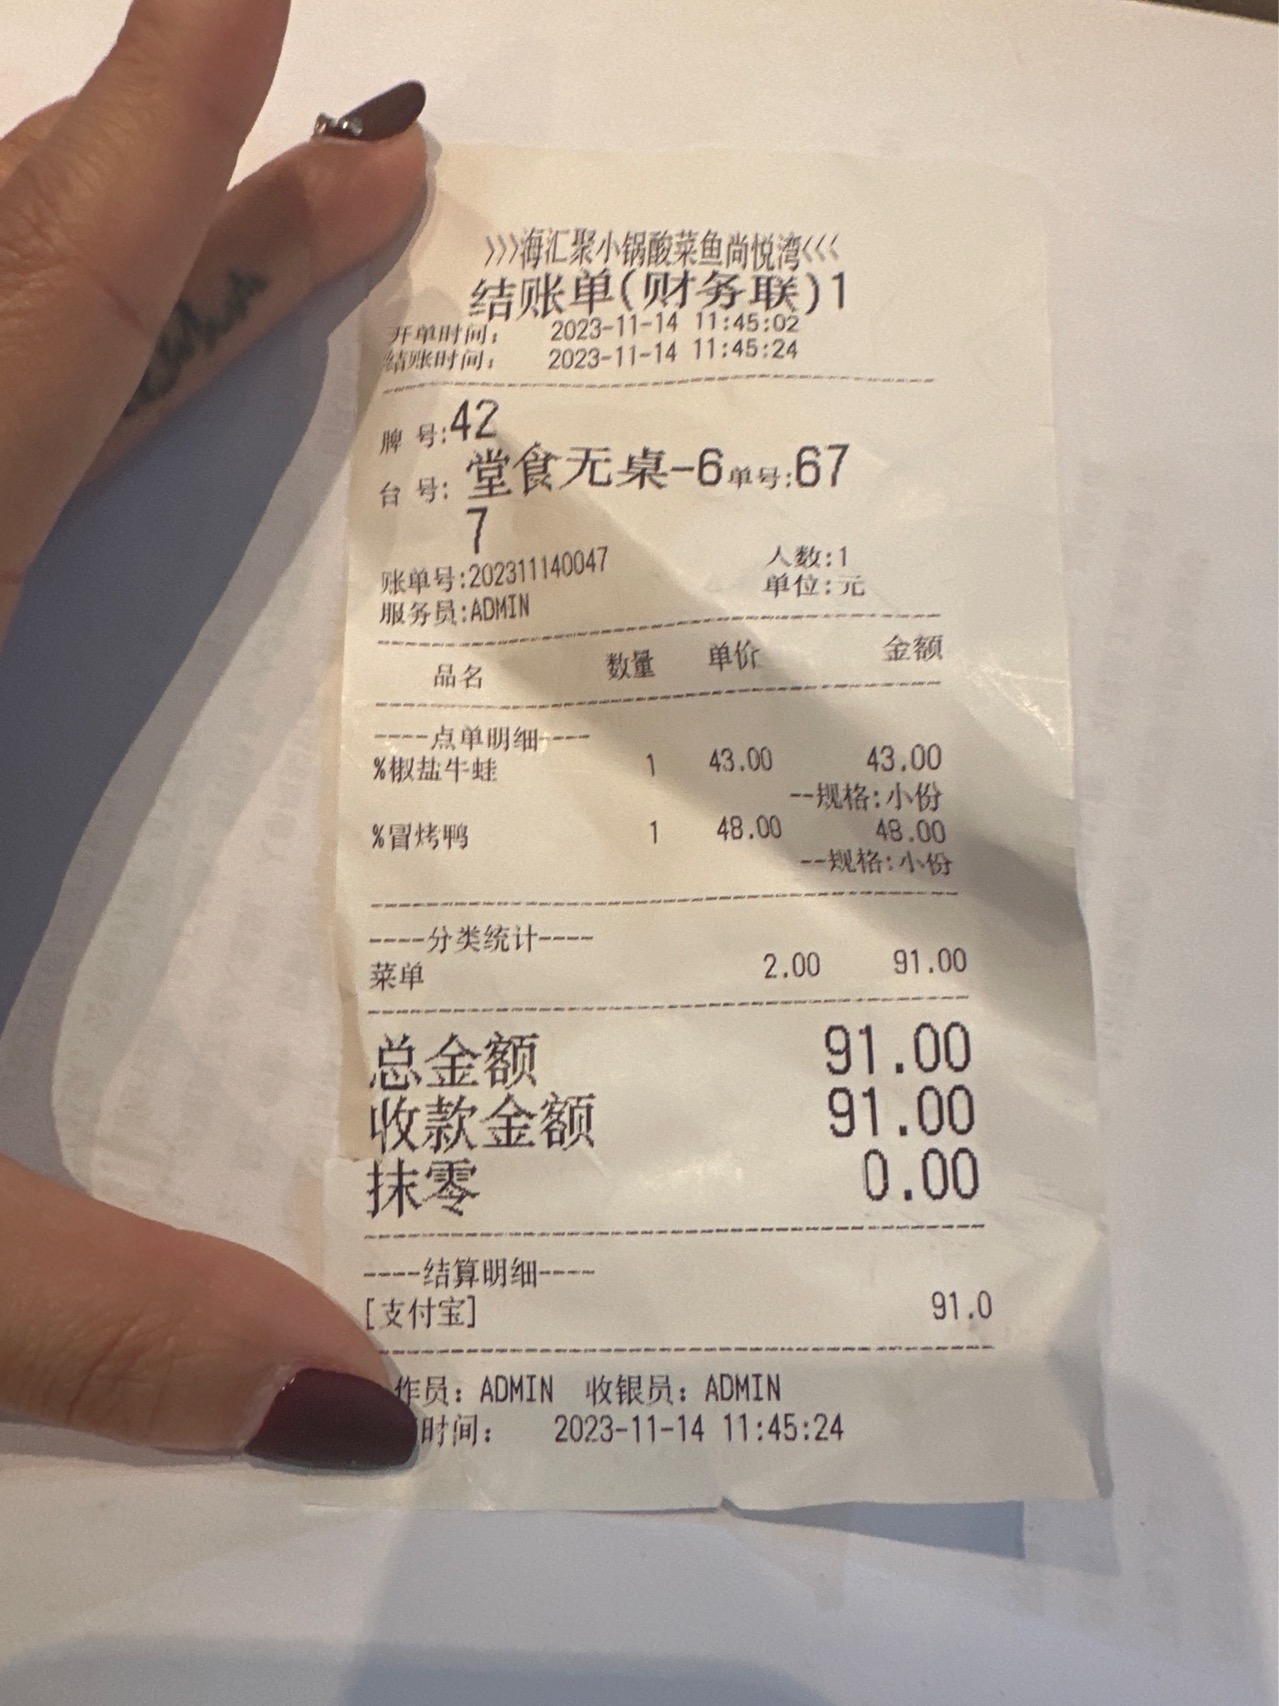 >>>海汇聚小锅酸菜鱼尚悦湾<<<
结账单(财务联)1
开单时间: 2023-11-14 11:45:02
结账时间: 2023-11-14 11:45:24
牌 号:42
台 号: 堂食无桌-6单号:67
7
账单号:202311140047 人数:1
服务员:ADMIN 单位:元
品名 数量 单价 金额
----点单明细----
%椒盐牛蛙 1 43.00 43.00
--规格:小份
%冒烤鸭 1 48.00 48.00
--规格:小份
----分类统计----
菜单 2.00 91.00
总金额 91.00
收款金额 91.00
抹零 0.00
----结算明细----
[支付宝] 91.0
作员: ADMIN 收银员: ADMIN
时间: 2023-11-14 11:45:24